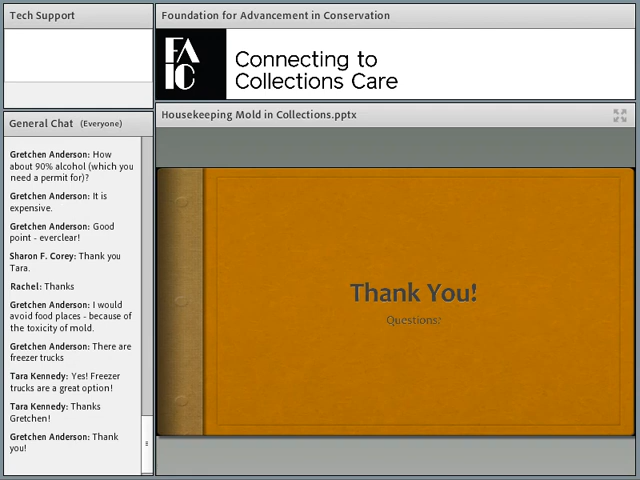 Tech Support
Foundation for Advancement in Conservation
FAIC
Connecting to
Collections Care
General Chat (Everyone)
Gretchen Anderson: How
about 90% alcohol (which you
need a permit for)?
Gretchen Anderson: It is
expensive.
Gretchen Anderson: Good
point - everclear!
Sharon F. Corey: Thank you
Tara.
Rachel: Thanks
Gretchen Anderson: I would
avoid food places - because of
the toxicity of mold.
Gretchen Anderson: There are
freezer trucks
Tara Kennedy: Yes! Freezer
trucks are a great option!
Tara Kennedy: Thanks
Gretchen!
Gretchen Anderson: Thank
you!
Housekeeping Mold in Collections.pptx
Thank You!
Questions?